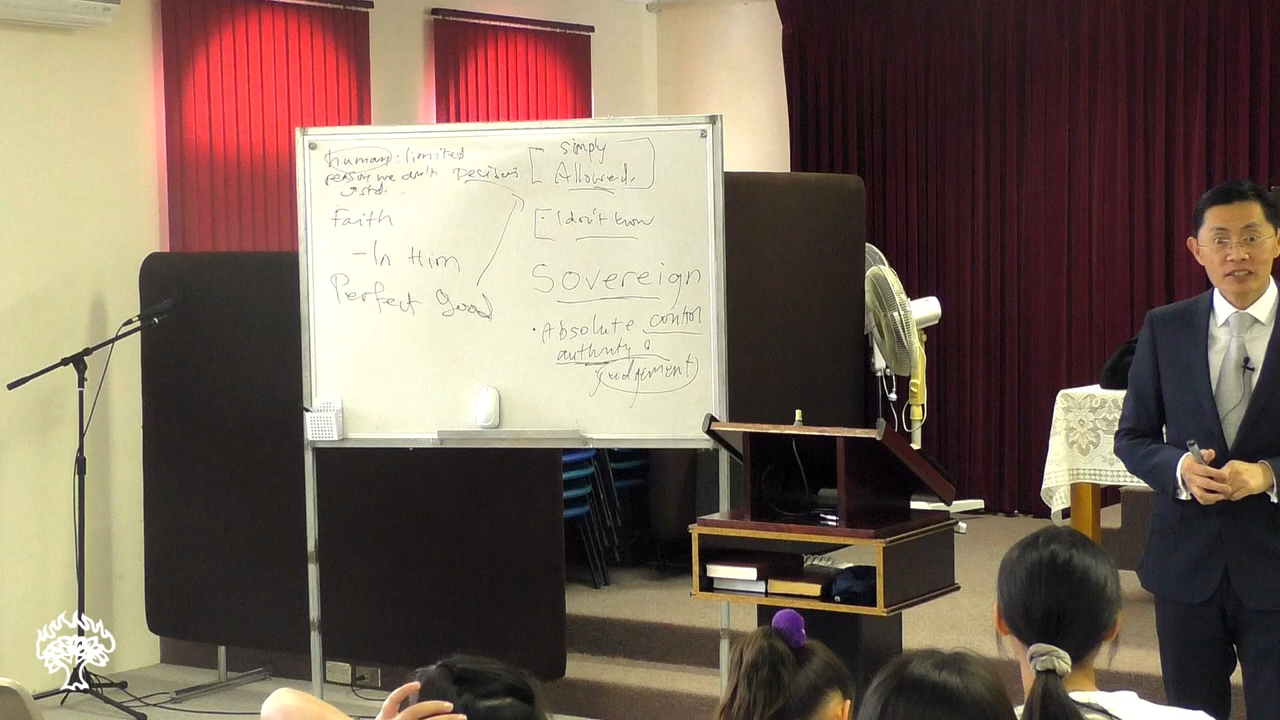 human: limited
reason we don't Decision
Faith
- In Him
Perfect Good
simply
Allowed.
- I don't know
Sovereign
• Absolute control
authority &
judgement